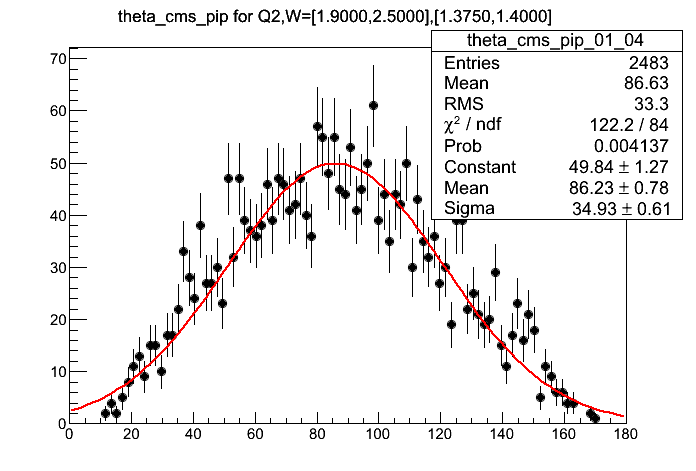 theta_cms_pip for Q2,W=[1.9000,2.5000],[1.3750,1.4000]
theta_cms_pip_01_04
Entries 2483
Mean 86.63
RMS 33.3
χ² / ndf 122.2 / 84
Prob 0.004137
Constant 49.84 ± 1.27
Mean 86.23 ± 0.78
Sigma 34.93 ± 0.61
70
60
50
40
30
20
10
0
0 20 40 60 80 100 120 140 160 180